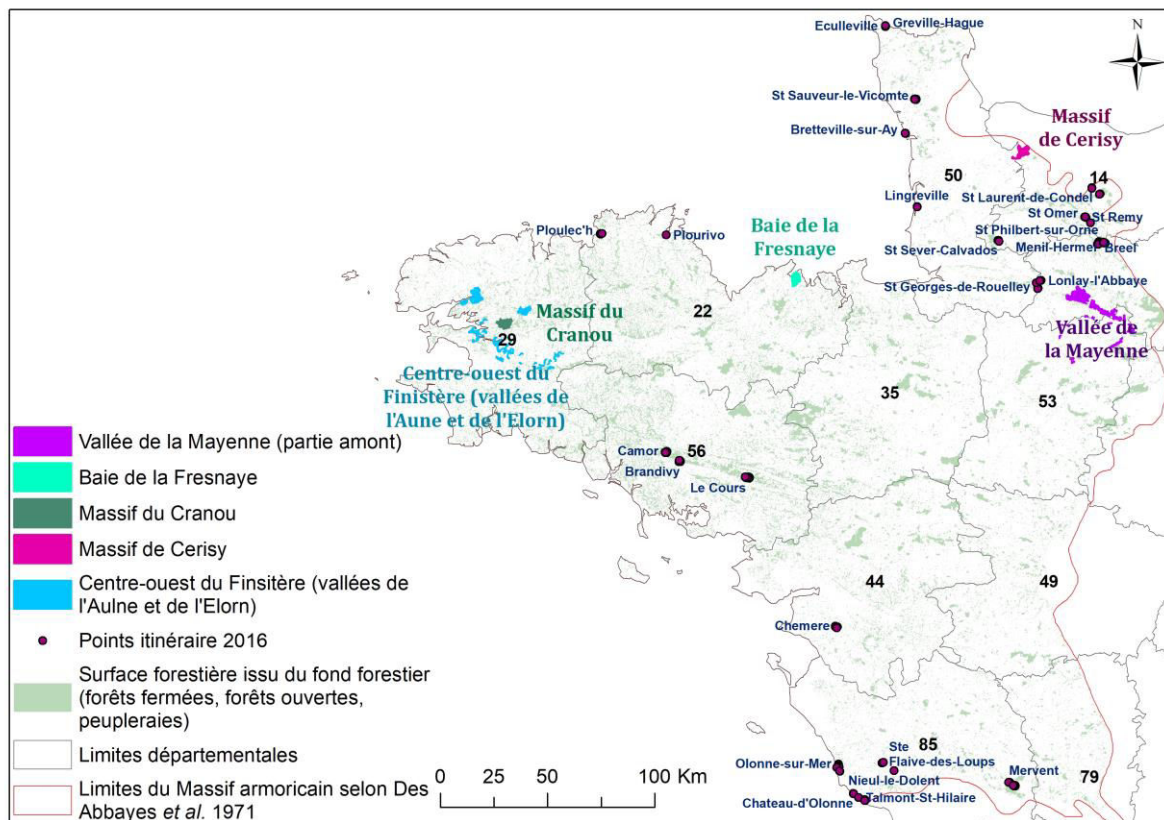 Eculleville
Greville-Hague
N
St Sauveur-le-Vicomte
Bretteville-sur-Ay
Massif
de Cerisy
50
14
Lingreville
St Laurent-de-Condel
St Omer
St Remy
St Philbert-sur-Orne
St Sever-Calvados
Menil-Hermei
Breel
Ploulec'h
Plourivo
Baie de la
Fresnaye
St Georges-de-Rouelley
Lonlay-l'Abbaye
22
Massif du
Cranou
29
Vallée de
la Mayenne
Centre-ouest du
Finistère (vallées de
l'Aune et de l'Elorn)
35
53
Camor
56
Brandivy
Le Cours
44
49
Chemere
85
Ste
Flaive-des-Loups
Olonne-sur-Mer
Nieul-le-Dolent
Mervent
79
Chateau-d'Olonne
Talmont-St-Hilaire
Vallée de la Mayenne (partie amont)
Baie de la Fresnaye
Massif du Cranou
Massif de Cerisy
Centre-ouest du Finsitère (vallées de
l'Aulne et de l'Elorn)
Points itinéraire 2016
Surface forestière issu du fond forestier
(forêts fermées, forêts ouvertes,
peupleraies)
Limites départementales
Limites du Massif armoricain selon Des
Abbayes et al. 1971
0 25 50 100 Km